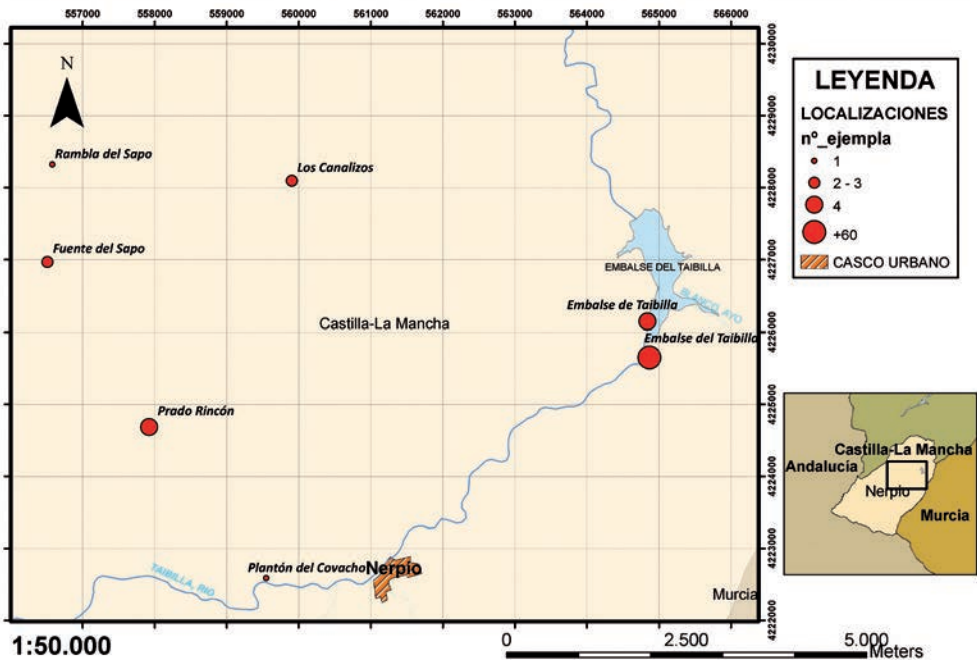 557000 558000 559000 560000 561000 562000 563000 564000 565000 566000
4230000
4229000
4228000
4227000
4226000
4225000
4224000
4223000
4222000
N
Rambla del Sapo
Los Canalizos
Fuente del Sapo
EMBALSE DEL TAIBILLA
BLANCO, AYO
Embalse de Taibilla
Castilla-La Mancha
Embalse del Taibilla
Prado Rincón
Plantón del Covacho
Nerpio
TAIBILLA, RIO
Murcia
1:50.000
0 2.500 5.000
Meters
LEYENDA
LOCALIZACIONES
nº_ejempla
1
2 - 3
4
+60
CASCO URBANO
Castilla-La Mancha
Andalucía
Nerpio
Murcia